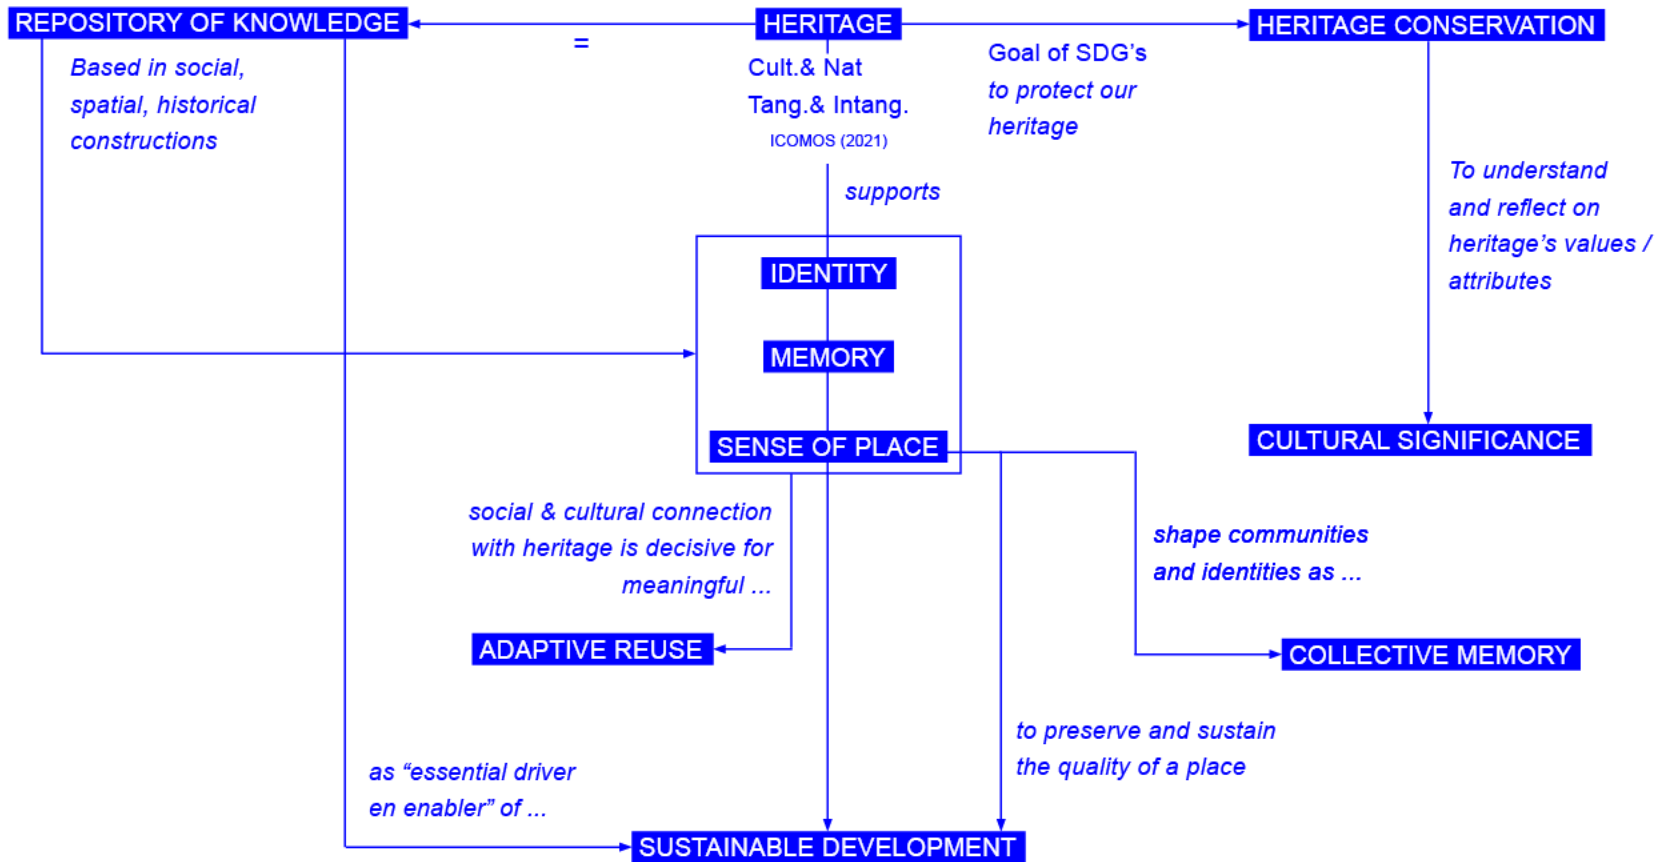 REPOSITORY OF KNOWLEDGE
HERITAGE
HERITAGE CONSERVATION
=
Based in social,
spatial, historical
constructions
Cult.& Nat
Tang.& Intang.
ICOMOS (2021)
Goal of SDG's
to protect our
heritage
supports
To understand
and reflect on
heritage's values /
attributes
IDENTITY
MEMORY
SENSE OF PLACE
CULTURAL SIGNIFICANCE
social & cultural connection
with heritage is decisive for
meaningful ...
shape communities
and identities as ...
ADAPTIVE REUSE
COLLECTIVE MEMORY
to preserve and sustain
the quality of a place
as “essential driver
en enabler” of ...
SUSTAINABLE DEVELOPMENT